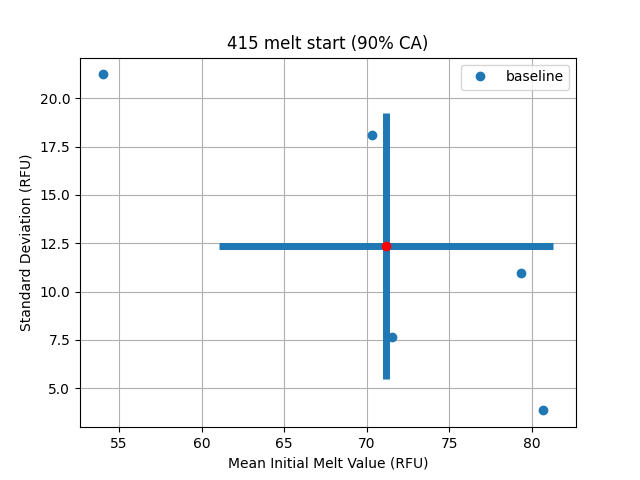 415 melt start (90% CA)
baseline
Standard Deviation (RFU)
20.0
17.5
15.0
12.5
10.0
7.5
5.0
55 60 65 70 75 80
Mean Initial Melt Value (RFU)